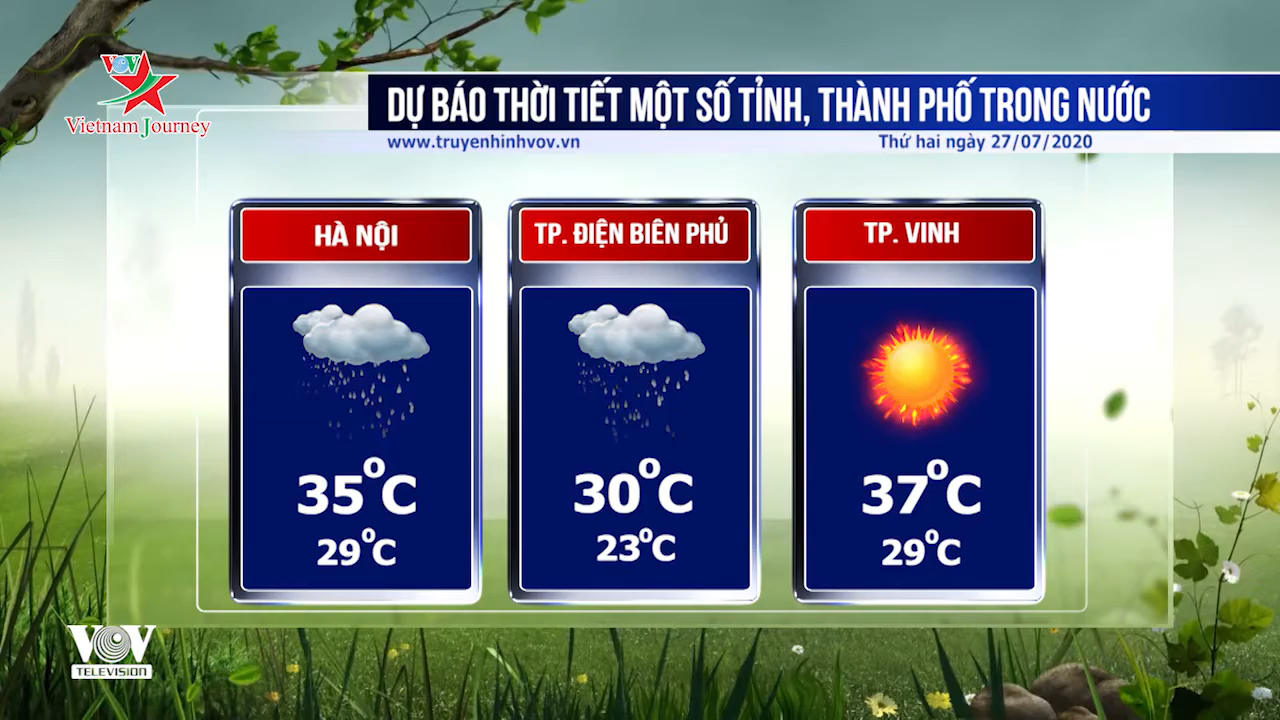 VOV
Vietnam Journey
DỰ BÁO THỜI TIẾT MỘT SỐ TỈNH, THÀNH PHỐ TRONG NƯỚC
www.truyenhinhvov.vn
Thứ hai ngày 27/07/2020
HÀ NỘI
35°C
29°C
TP. ĐIỆN BIÊN PHỦ
30°C
23°C
TP. VINH
37°C
29°C
VOV
TELEVISION